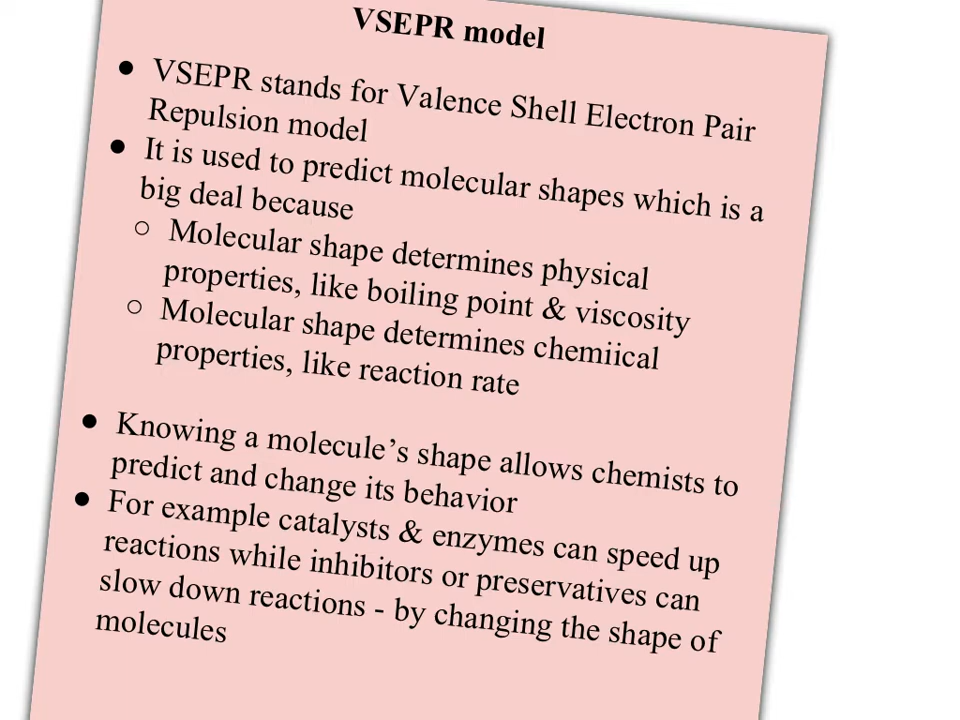 VSEPR model
● VSEPR stands for Valence Shell Electron Pair
Repulsion model
● It is used to predict molecular shapes which is a
big deal because
○ Molecular shape determines physical
properties, like boiling point & viscosity
○ Molecular shape determines chemiical
properties, like reaction rate
● Knowing a molecule’s shape allows chemists to
predict and change its behavior
● For example catalysts & enzymes can speed up
reactions while inhibitors or preservatives can
slow down reactions - by changing the shape of
molecules